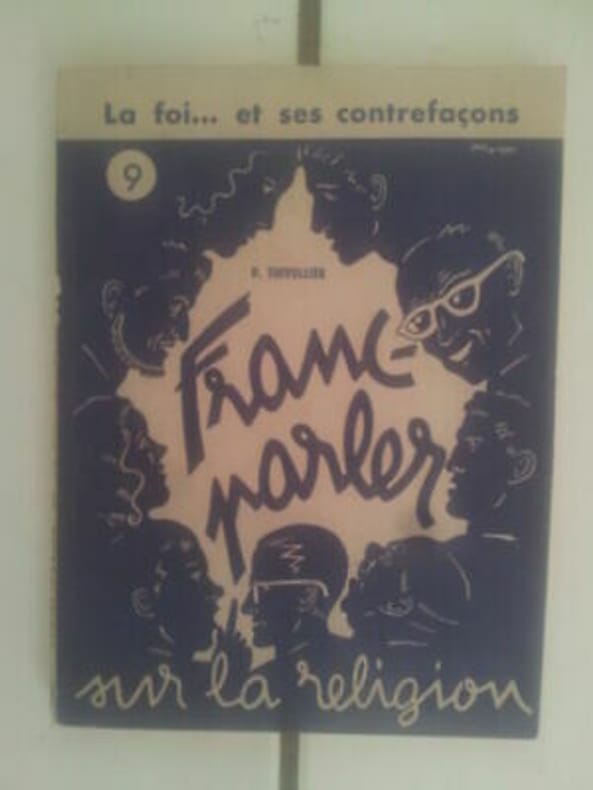 La foi... et ses contrefaçons
9
Franc-
parler
sur la religion